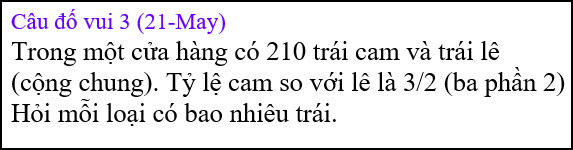 Câu đố vui 3 (21-May)
Trong một cửa hàng có 210 trái cam và trái lê
(cộng chung). Tỷ lệ cam so với lê là 3/2 (ba phần 2)
Hỏi mỗi loại có bao nhiêu trái.